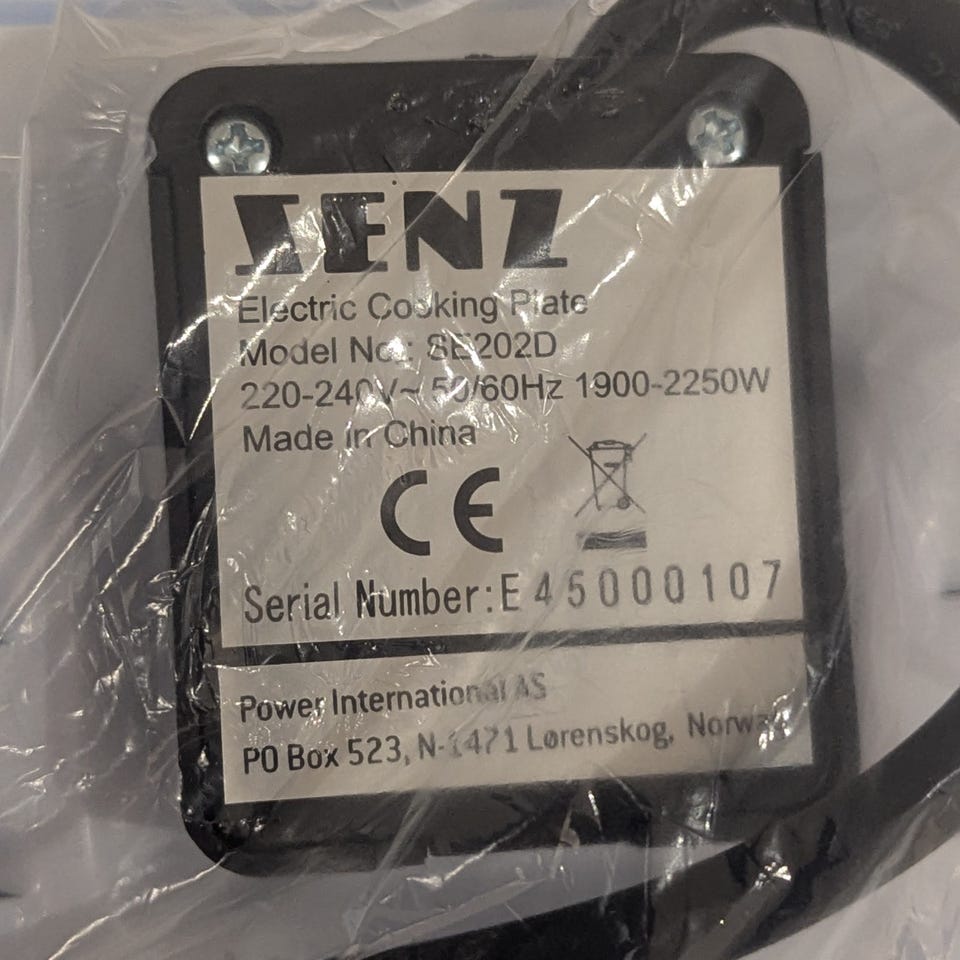 SENZ
Electric Cooking Plate
Model No.: SE202D
220-240V~ 50/60Hz 1900-2250W
Made in China
CE
Serial Number:E45000107
Power International AS
PO Box 523, N-1471 Lørenskog, Norway